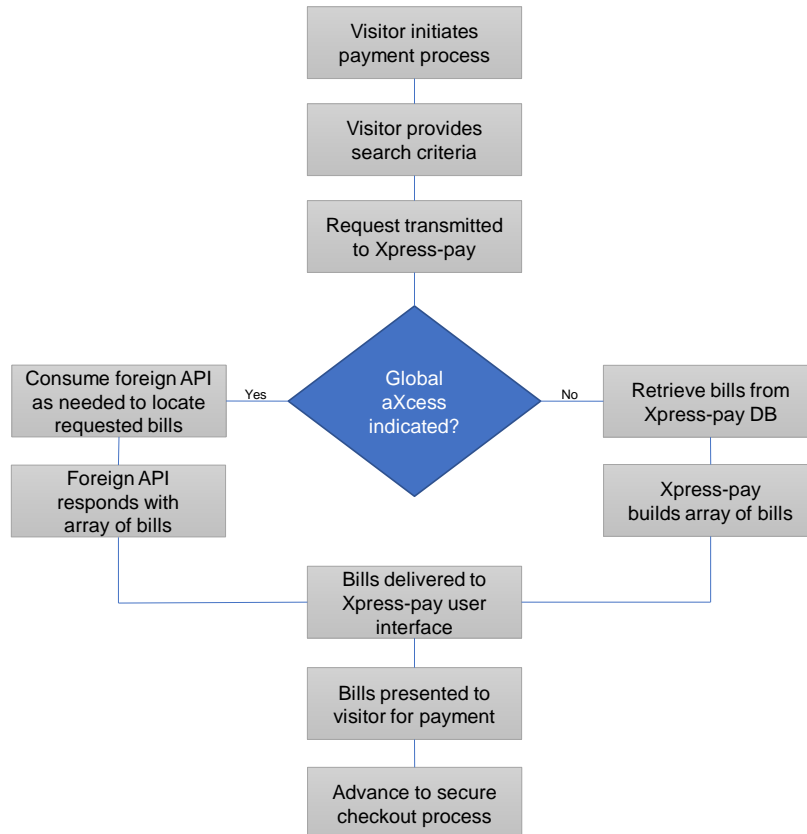 Visitor initiates
payment process
Visitor provides
search criteria
Request transmitted
to Xpress-pay
Global
aXcess
indicated?
Yes
No
Consume foreign API
as needed to locate
requested bills
Retrieve bills from
Xpress-pay DB
Foreign API
responds with
array of bills
Xpress-pay
builds array of bills
Bills delivered to
Xpress-pay user
interface
Bills presented to
visitor for payment
Advance to secure
checkout process